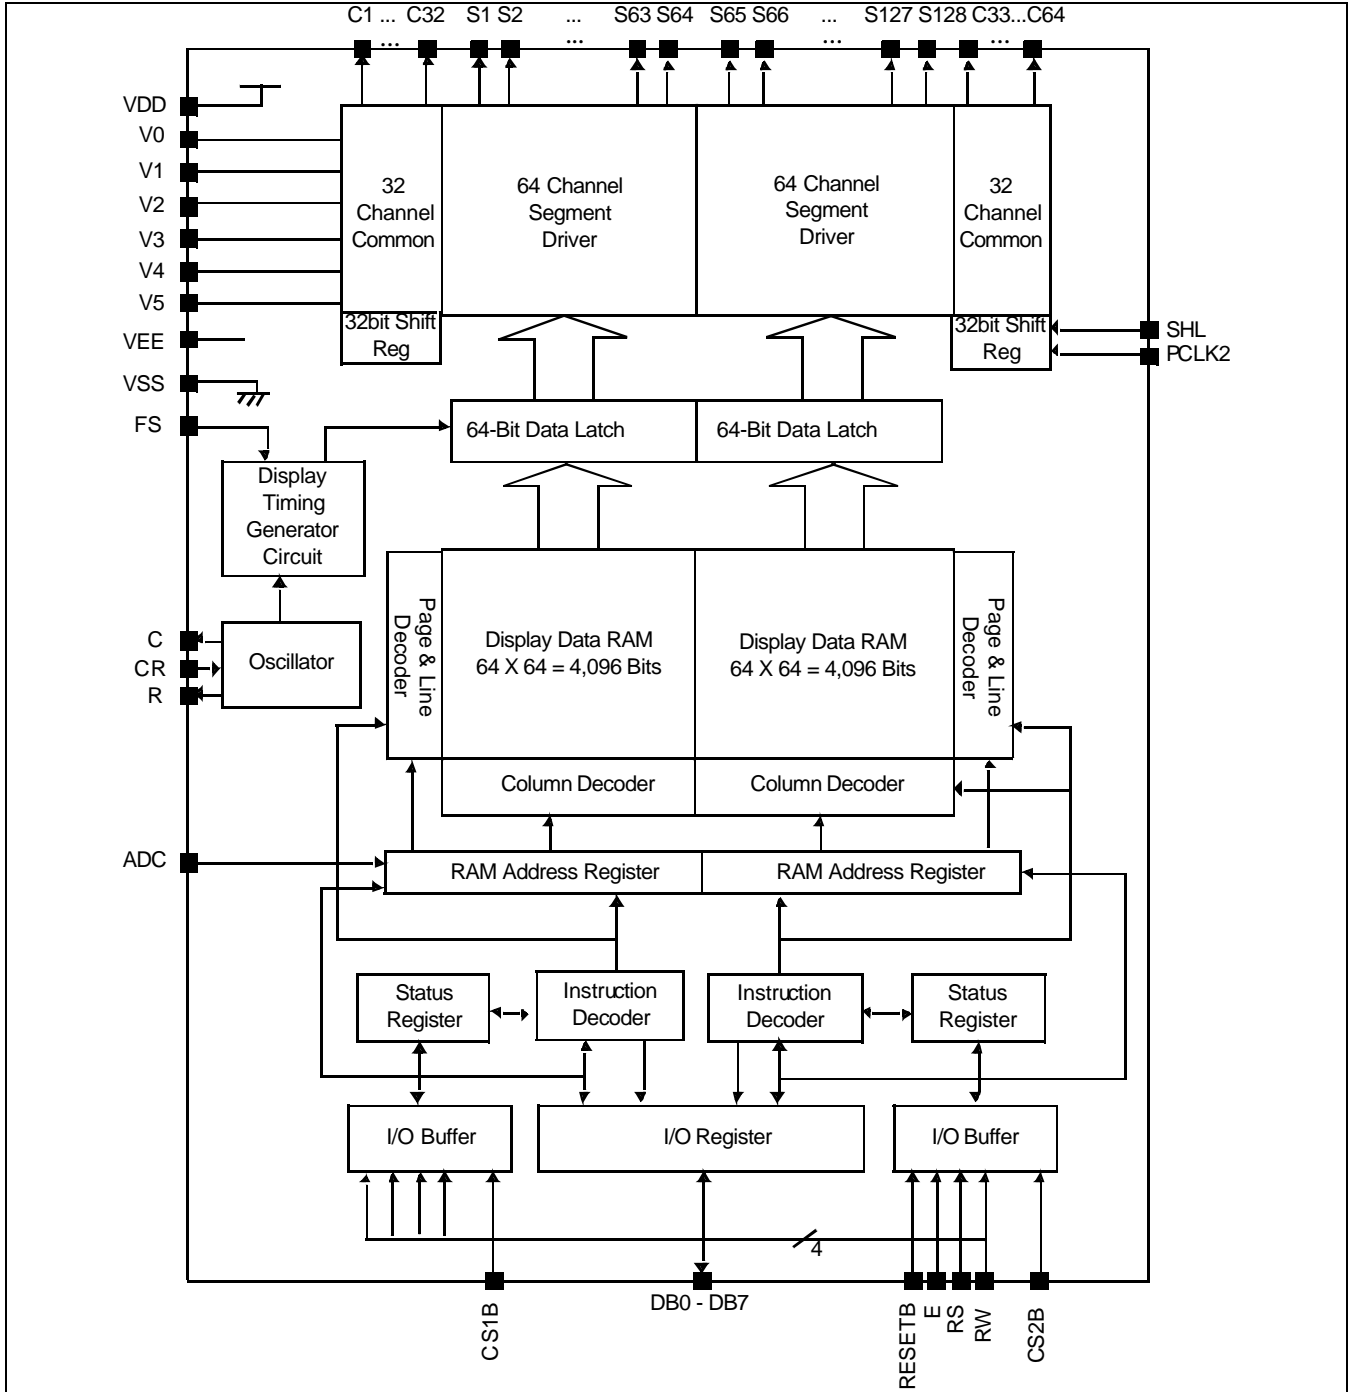 C1 ... C32 S1 S2 ... S63 S64 S65 S66 ... S127 S128 C33...C64
... ... ... ...
VDD
V0
V1
V2
V3
V4
V5
VEE
VSS
FS
32
Channel
Common
64 Channel
Segment
Driver
64 Channel
Segment
Driver
32
Channel
Common
32bit Shift
Reg
32bit Shift
Reg
SHL
PCLK2
64-Bit Data Latch
64-Bit Data Latch
Display
Timing
Generator
Circuit
C
CR
R
Oscillator
Page & Line
Decoder
Display Data RAM
64 X 64 = 4,096 Bits
Display Data RAM
64 X 64 = 4,096 Bits
Page & Line
Decoder
Column Decoder
Column Decoder
ADC
RAM Address Register
RAM Address Register
Status
Register
Instruction
Decoder
Instruction
Decoder
Status
Register
I/O Buffer
I/O Register
I/O Buffer
4
CS1B
DB0 - DB7
RESETB
E
RS
RW
CS2B